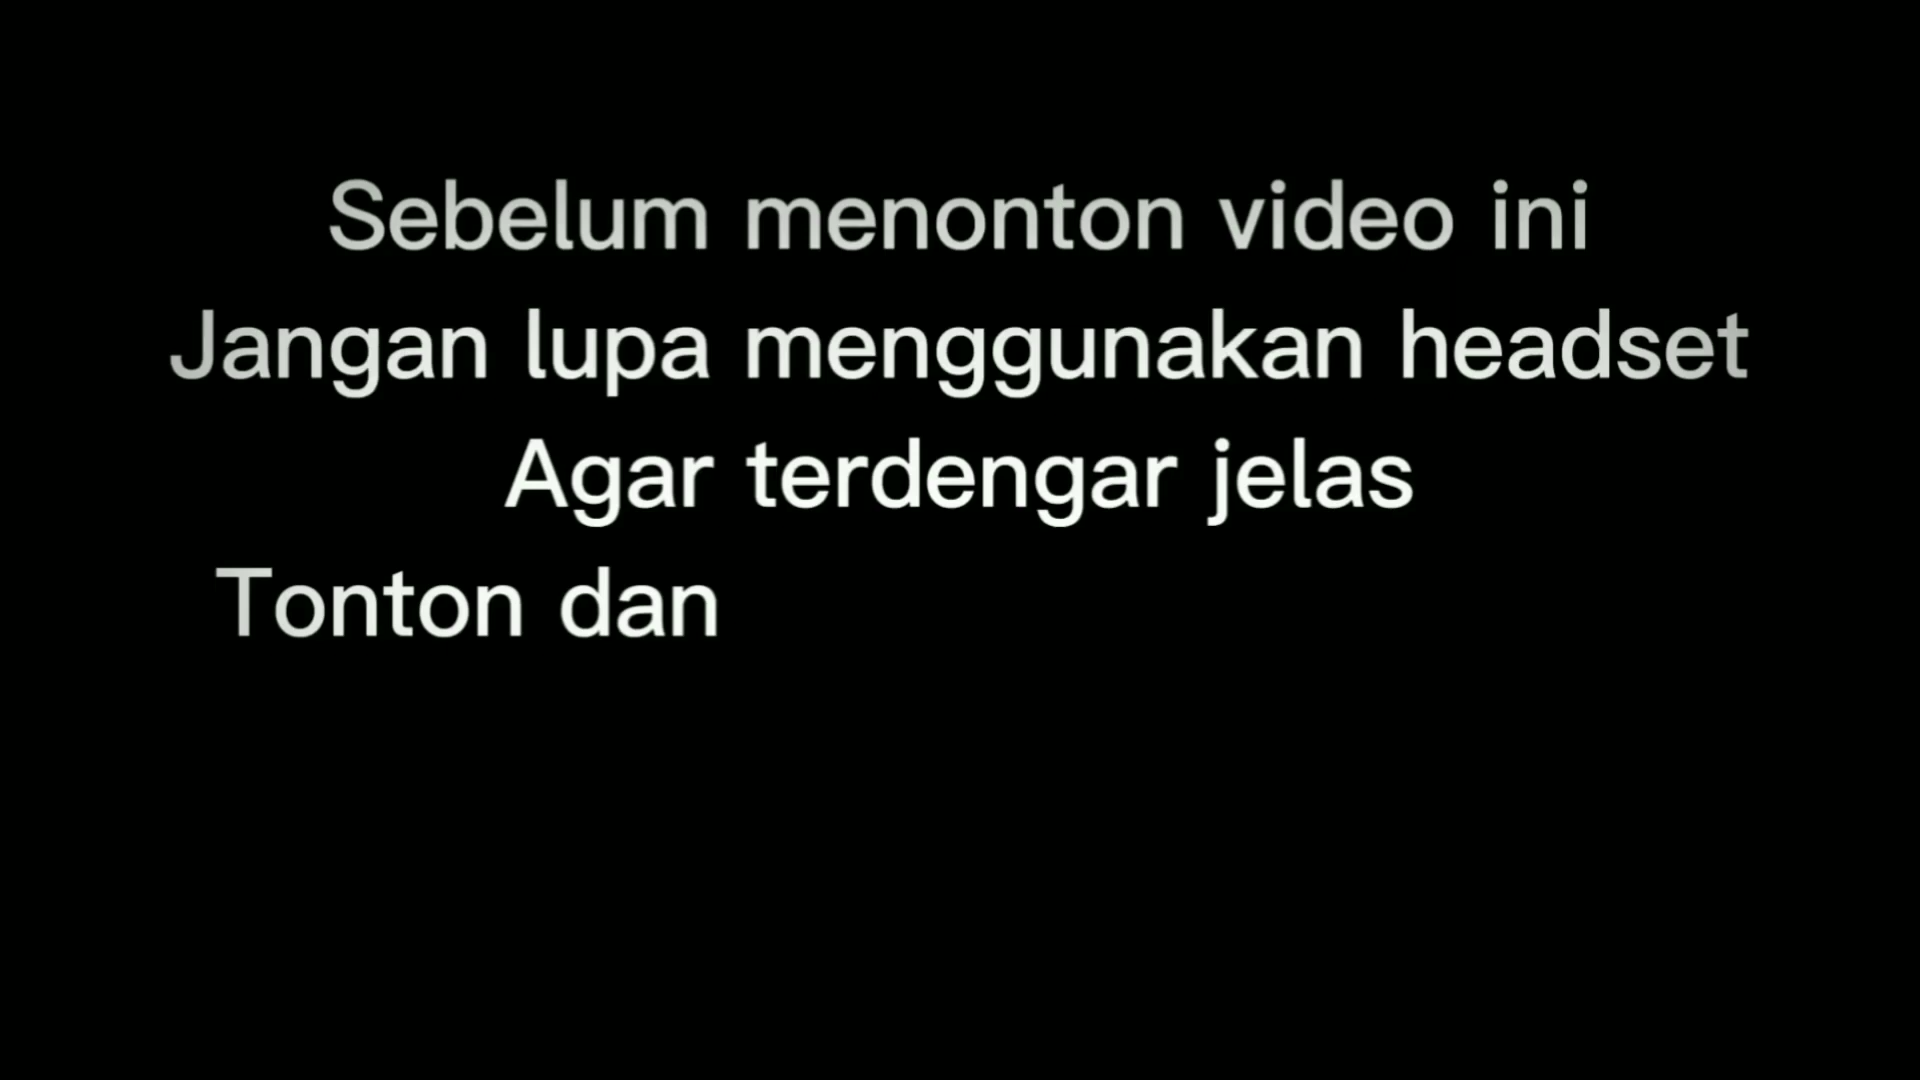 Sebelum menonton video ini
Jangan lupa menggunakan headset
Agar terdengar jelas
Tonton dan